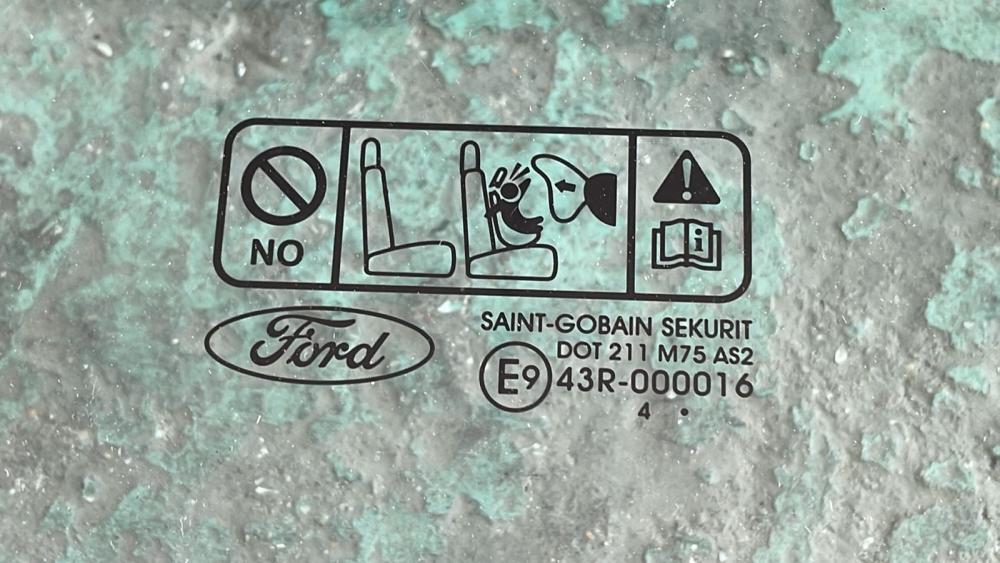 NO
Ford
SAINT-GOBAIN SEKURIT
DOT 211 M75 AS2
E9 43R-000016
4 •